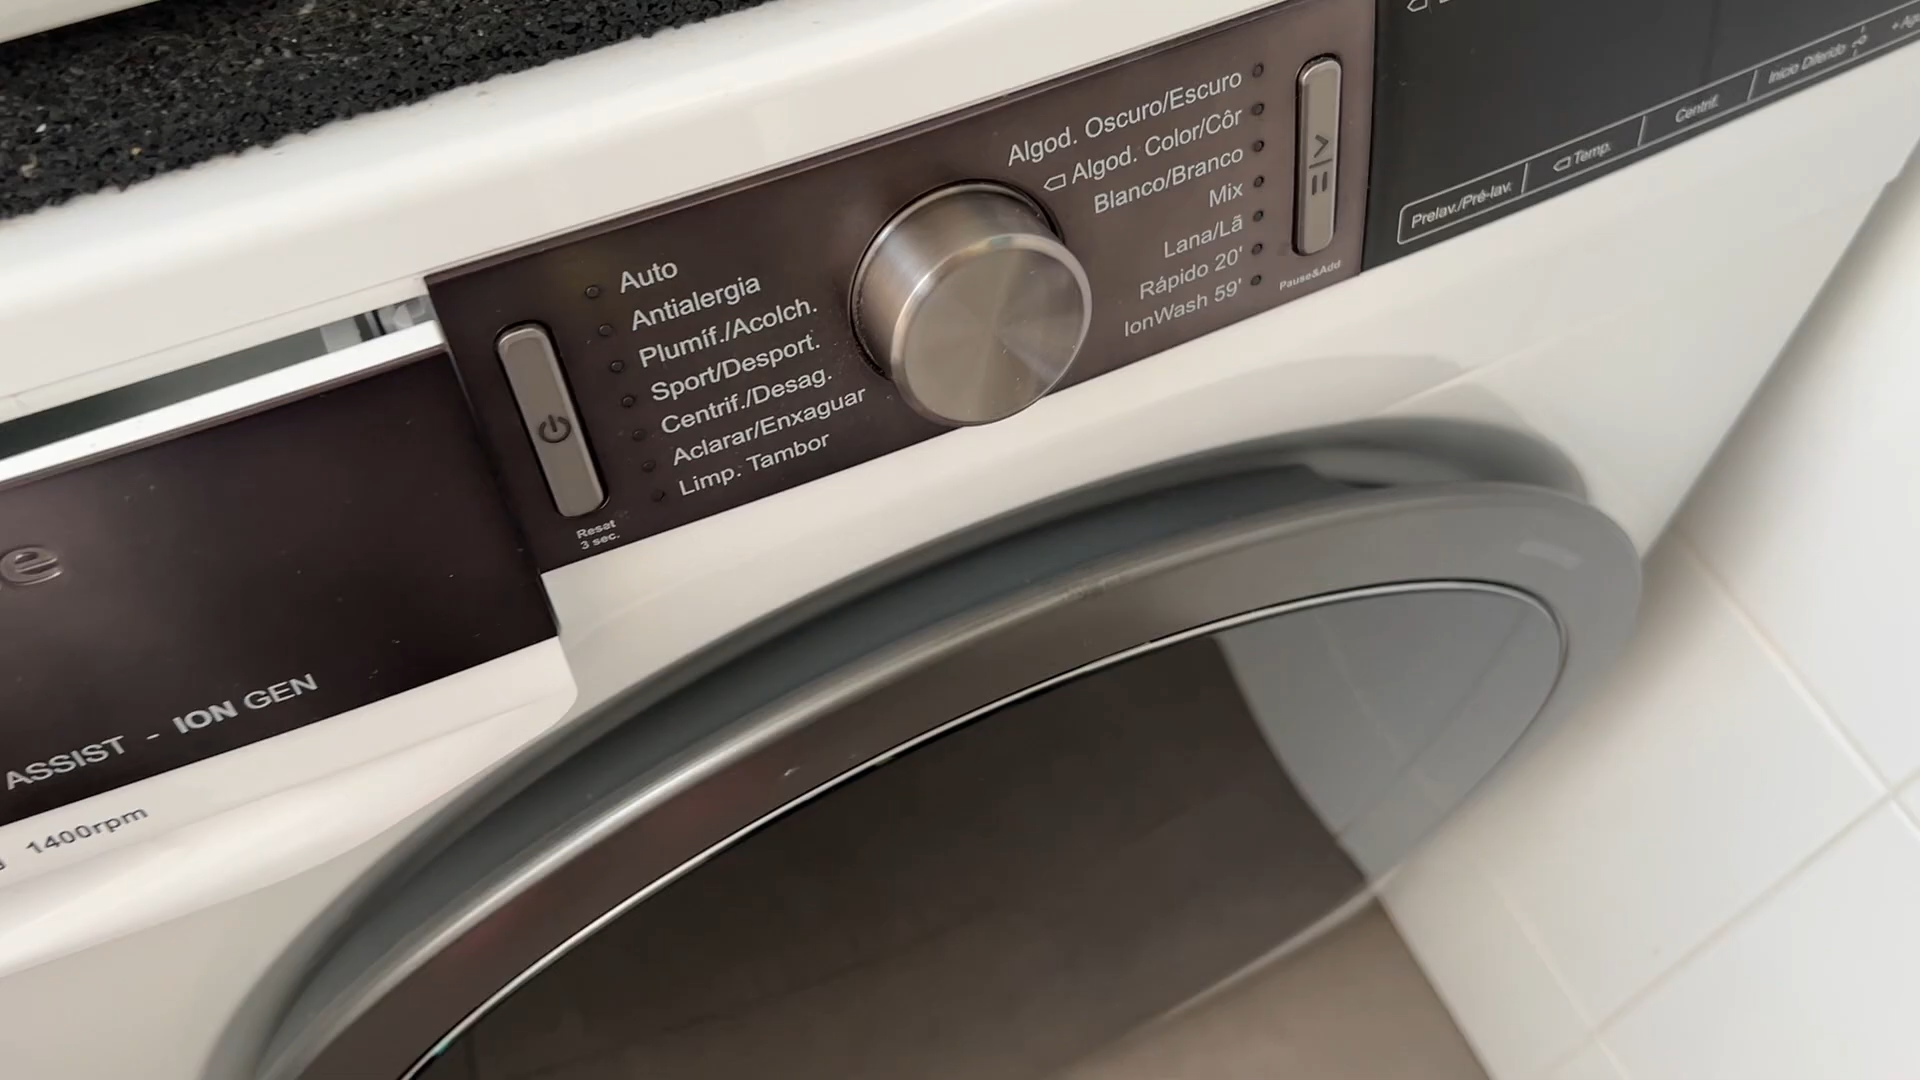 Auto
Antialergia
Plumíf./Acolch.
Sport/Desport.
Centrif./Desag.
Aclarar/Enxaguar
Limp. Tambor
Reset
3 sec.
Algod. Oscuro/Escuro
Algod. Color/Côr
Blanco/Branco
Mix
Lana/Lã
Rápido 20'
IonWash 59'
Pause&Add
Prelav./Pré-lav.
Temp.
Centrif.
Inicio Diferido
ASSIST - ION GEN
1400rpm